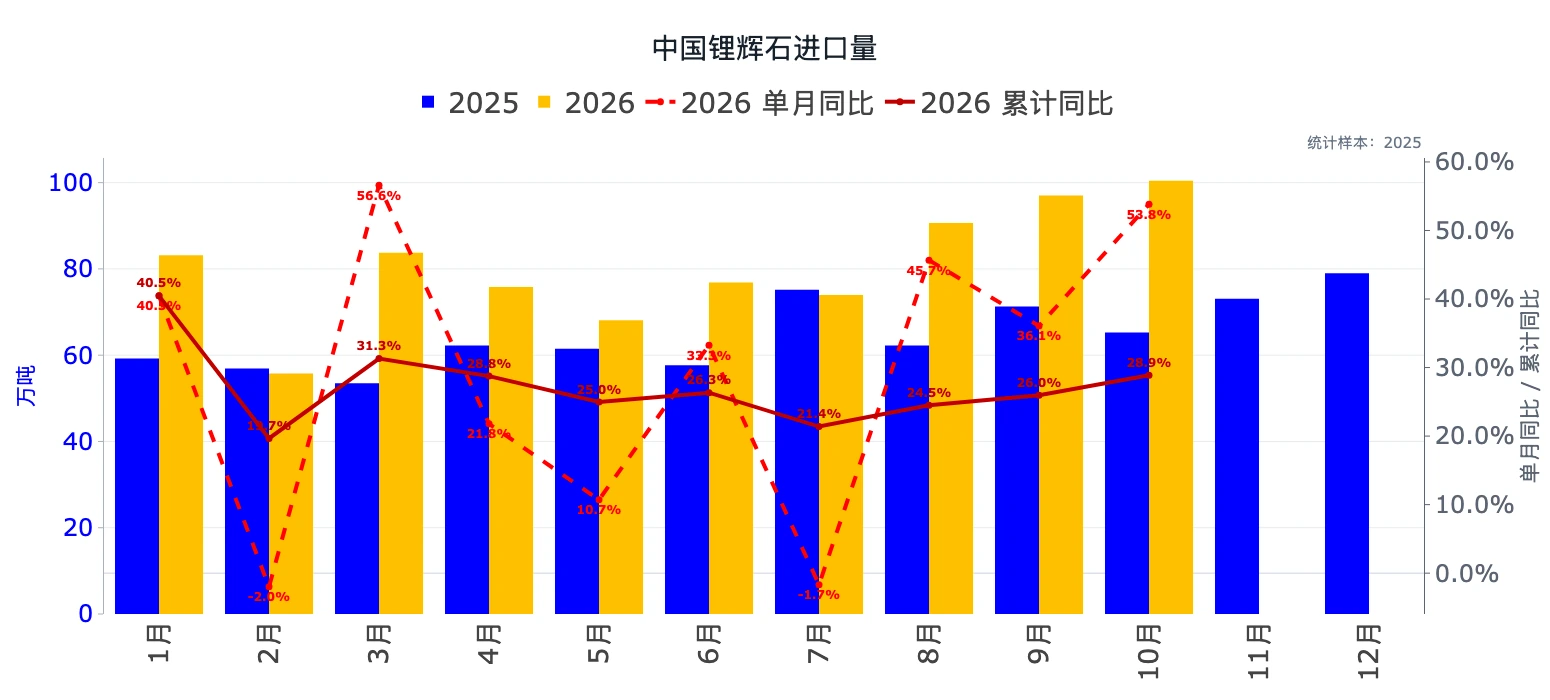 中国锂辉石进口量
2025 2026 2026 单月同比 2026 累计同比
统计样本：2025
万吨
100
80
60
40
20
0
60.0%
50.0%
40.0%
30.0%
20.0%
10.0%
0.0%
单月同比 / 累计同比
40.5% 19.7% 31.3% 28.8% 25.0% 26.3% 21.4% 24.5% 26.0% 28.9%
40.5% -2.0% 56.6% 21.8% 10.7% 33.3% -1.7% 45.7% 36.1% 53.8%
1月 2月 3月 4月 5月 6月 7月 8月 9月 10月 11月 12月